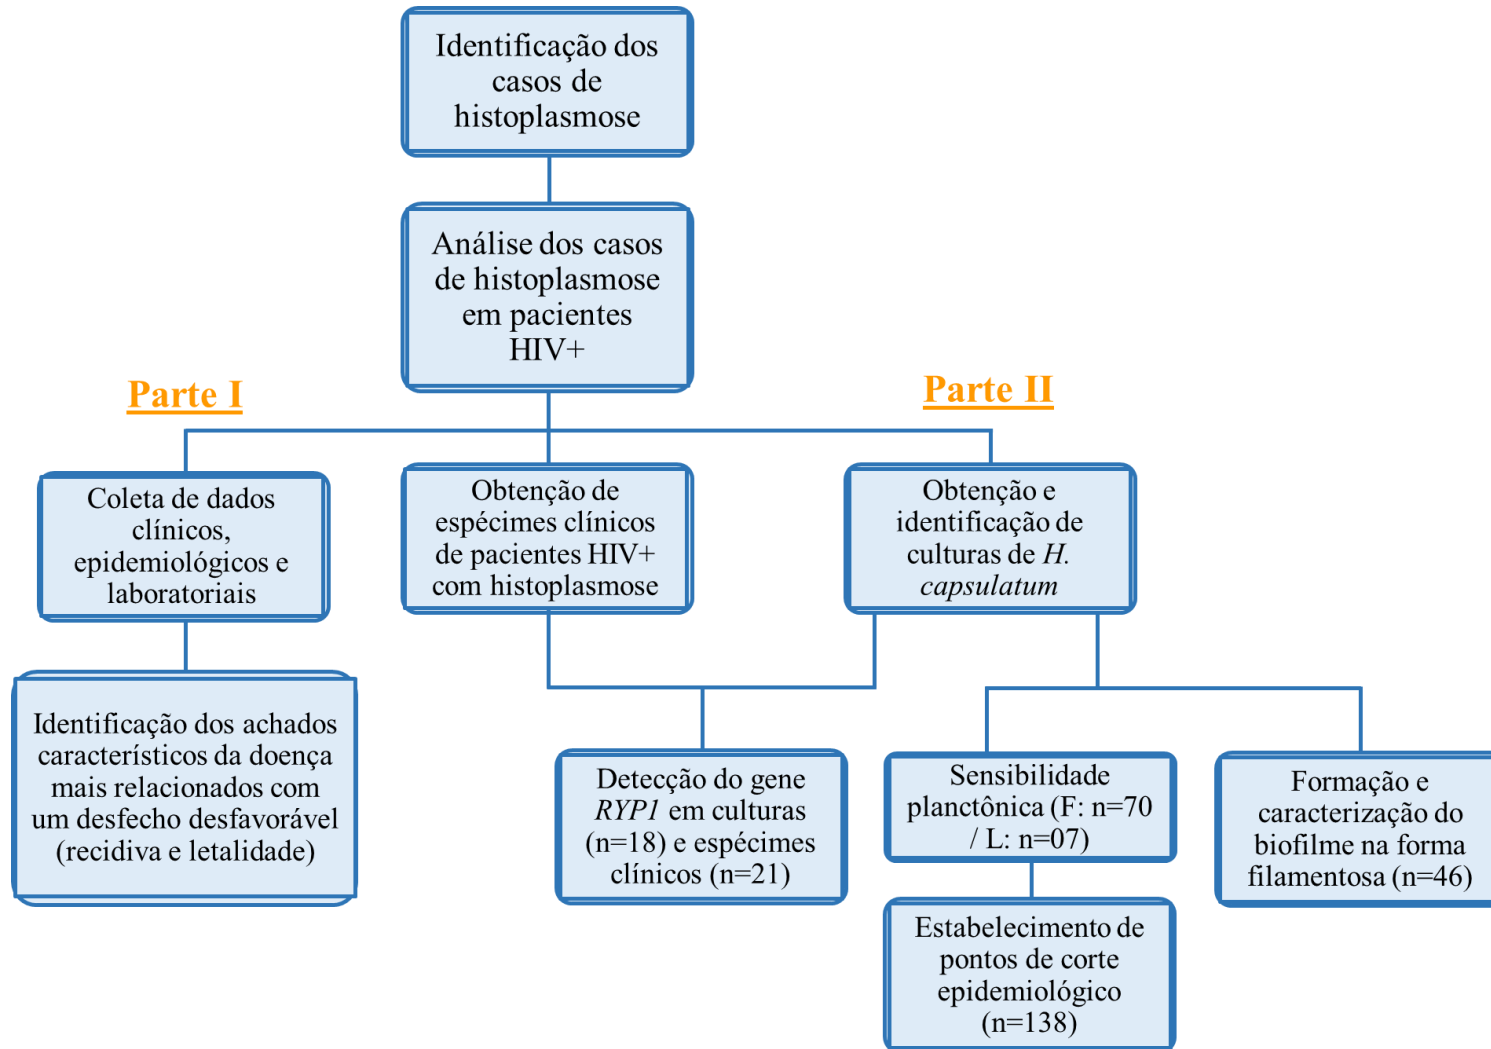 Identificação dos
casos de
histoplasmose
Análise dos casos
de histoplasmose
em pacientes
HIV+
Parte I
Parte II
Coleta de dados
clínicos,
epidemiológicos e
laboratoriais
Obtenção de
espécimes clínicos
de pacientes HIV+
com histoplasmose
Obtenção e
identificação de
culturas de H.
capsulatum
Identificação dos achados
característicos da doença
mais relacionados com
um desfecho desfavorável
(recidiva e letalidade)
Detecção do gene
RYP1 em culturas
(n=18) e espécimes
clínicos (n=21)
Sensibilidade
planctônica (F: n=70
/ L: n=07)
Formação e
caracterização do
biofilme na forma
filamentosa (n=46)
Estabelecimento de
pontos de corte
epidemiológico
(n=138)